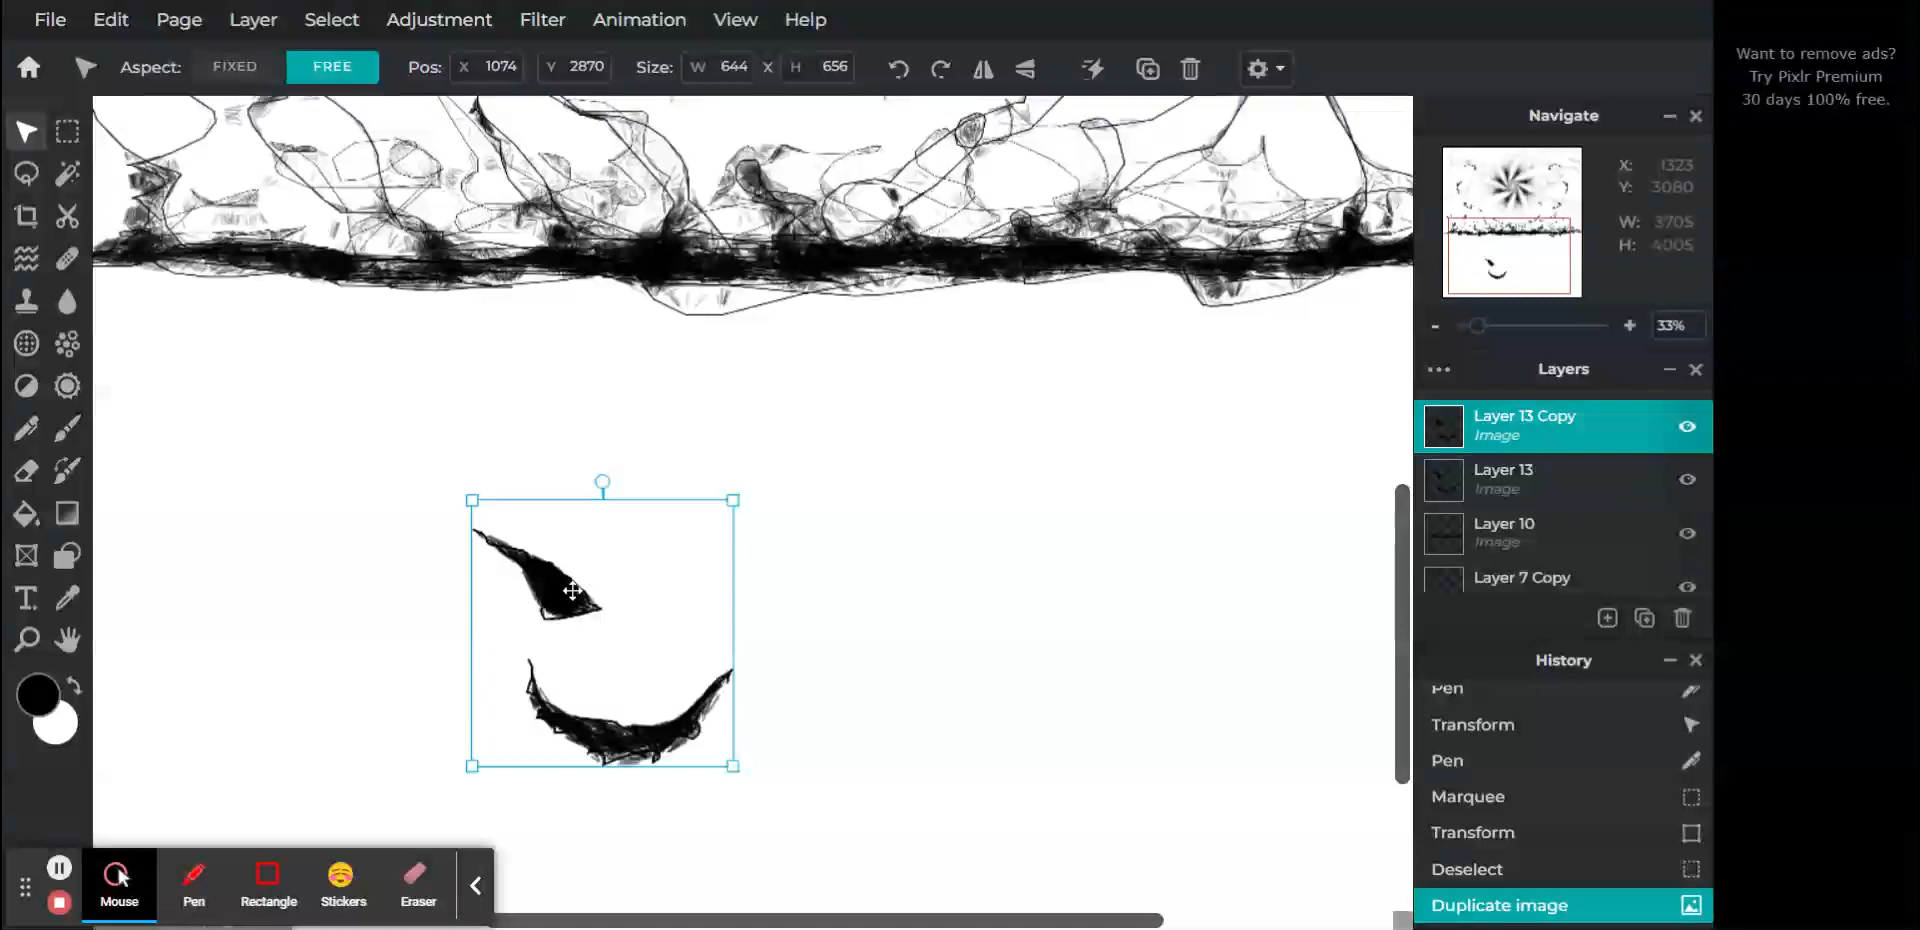 File Edit Page Layer Select Adjustment Filter Animation View Help
Aspect: FIXED FREE Pos: X 1074 Y 2870 Size: W 644 X H 656
Want to remove ads?
Try Pixlr Premium
30 days 100% free.
Navigate
X: 1323
Y: 3080
W: 3705
H: 4005
- + 33%
Layers
Layer 13 Copy
Image
Layer 13
Image
Layer 10
Image
Layer 7 Copy
History
Pen
Transform
Pen
Marquee
Transform
Deselect
Duplicate image
Mouse Pen Rectangle Stickers Eraser